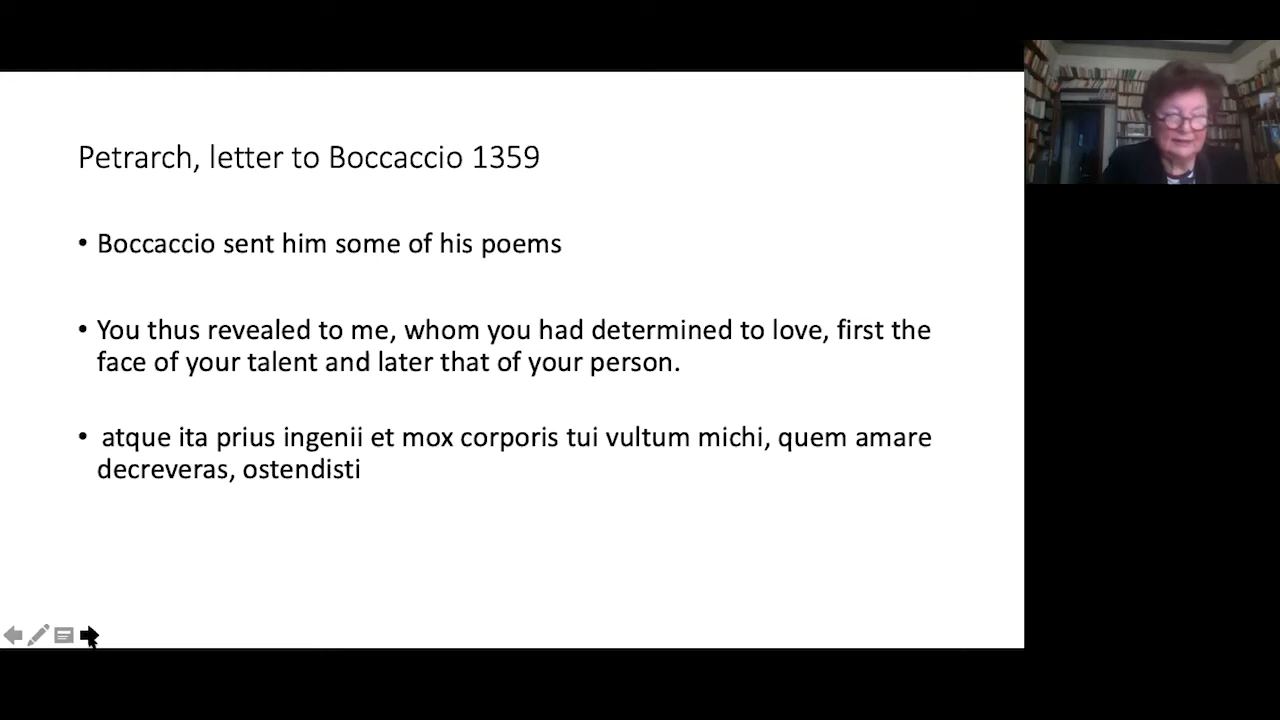 Petrarch, letter to Boccaccio 1359
• Boccaccio sent him some of his poems
• You thus revealed to me, whom you had determined to love, first the
face of your talent and later that of your person.
• atque ita prius ingenii et mox corporis tui vultum michi, quem amare
decreveras, ostendisti